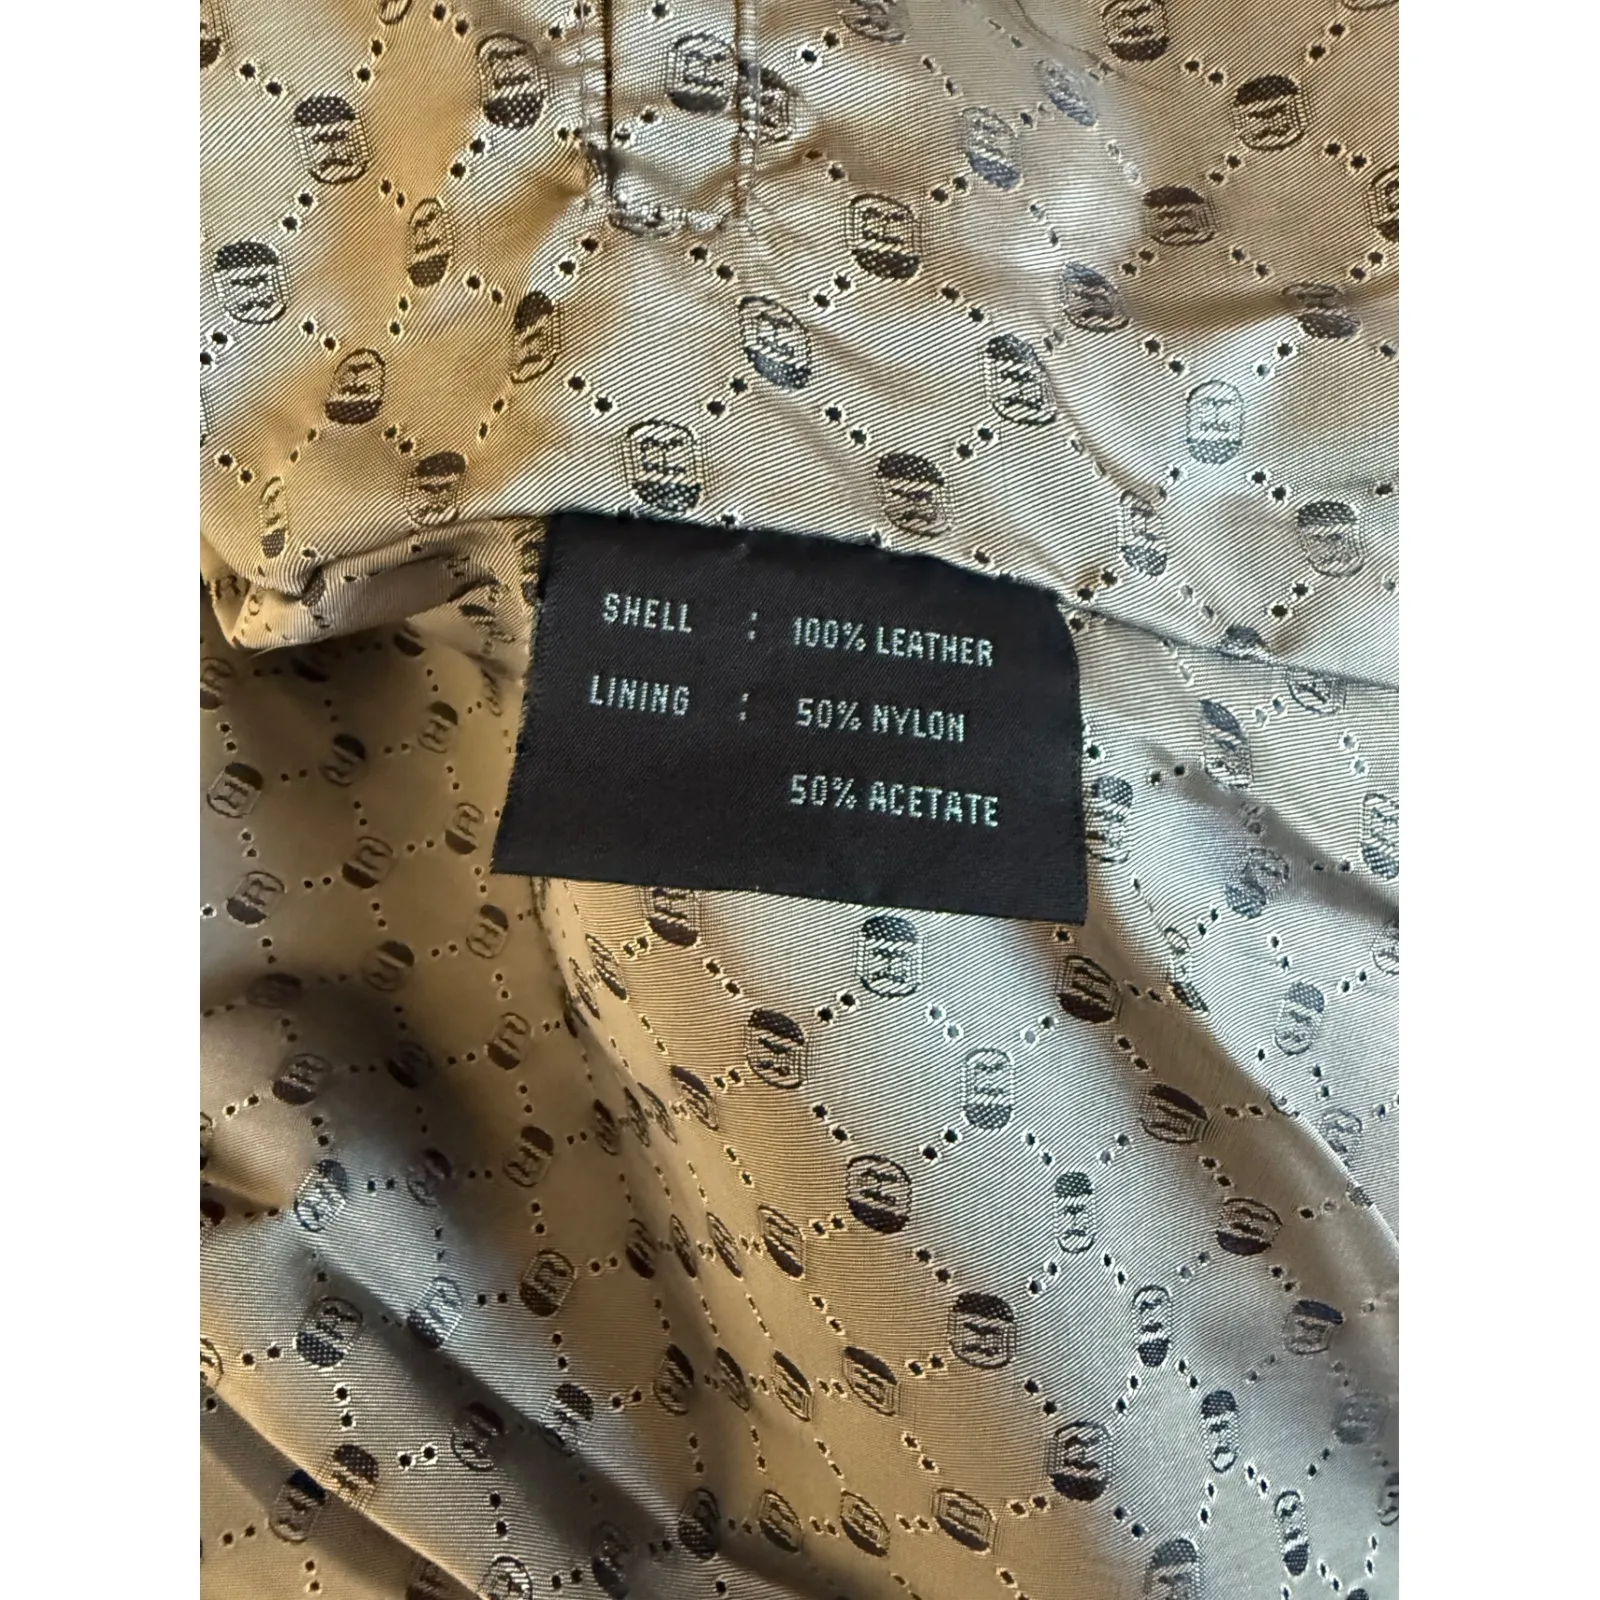 SHELL : 100% LEATHER
LINING : 50% NYLON
50% ACETATE